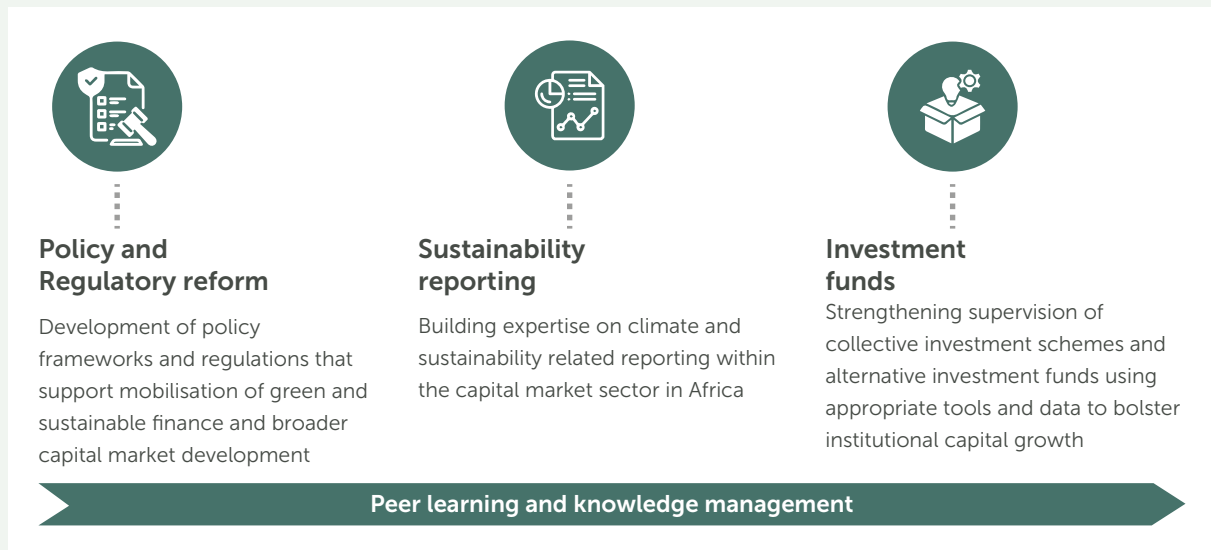 Policy and
Regulatory reform
Development of policy
frameworks and regulations that
support mobilisation of green and
sustainable finance and broader
capital market development
Sustainability
reporting
Building expertise on climate and
sustainability related reporting within
the capital market sector in Africa
Investment
funds
Strengthening supervision of
collective investment schemes and
alternative investment funds using
appropriate tools and data to bolster
institutional capital growth
Peer learning and knowledge management